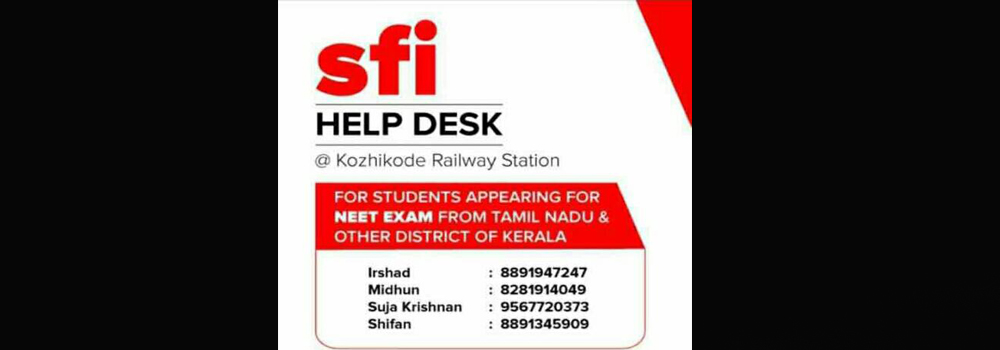 sfi
HELP DESK
@ Kozhikode Railway Station
FOR STUDENTS APPEARING FOR
NEET EXAM FROM TAMIL NADU &
OTHER DISTRICT OF KERALA
Irshad : 8891947247
Midhun : 8281914049
Suja Krishnan : 9567720373
Shifan : 8891345909